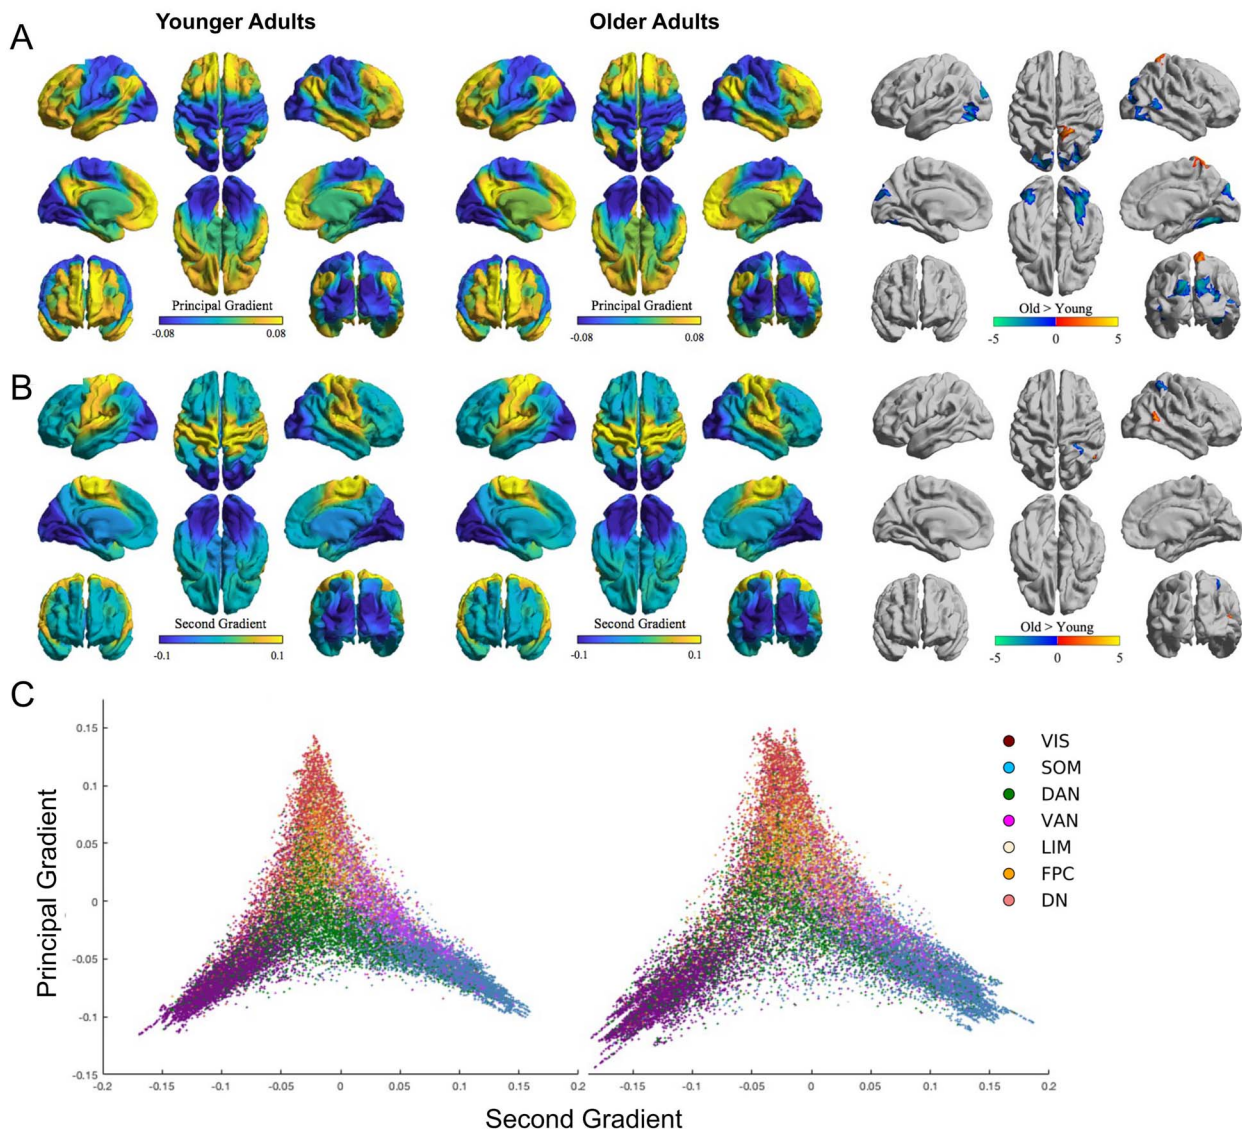 Younger Adults Older Adults
A
Principal Gradient
-0.08 0.08
Principal Gradient
-0.08 0.08
Old > Young
-5 0 5
B
Second Gradient
-0.1 0.1
Second Gradient
-0.1 0.1
Old > Young
-5 0 5
C
Principal Gradient
0.15
0.1
0.05
0
-0.05
-0.1
-0.15
-0.2 -0.15 -0.1 -0.05 0 0.05 0.1 0.15 0.2
-0.15 -0.1 -0.05 0 0.05 0.1 0.15 0.2
Second Gradient
VIS
SOM
DAN
VAN
LIM
FPC
DN